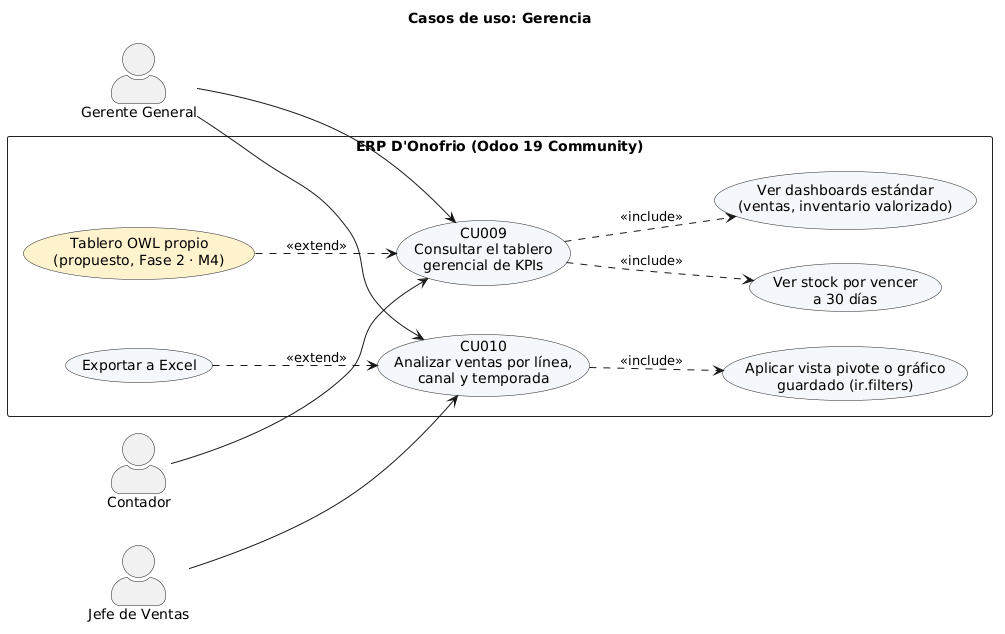 Casos de uso: Gerencia
Gerente General
ERP D'Onofrio (Odoo 19 Community)
Tablero OWL propio
(propuesto, Fase 2 · M4)
«extend»
CU009
Consultar el tablero
gerencial de KPIs
«include»
Ver dashboards estándar
(ventas, inventario valorizado)
«include»
Ver stock por vencer
a 30 días
Exportar a Excel
«extend»
CU010
Analizar ventas por línea,
canal y temporada
«include»
Aplicar vista pivote o gráfico
guardado (ir.filters)
Contador
Jefe de Ventas